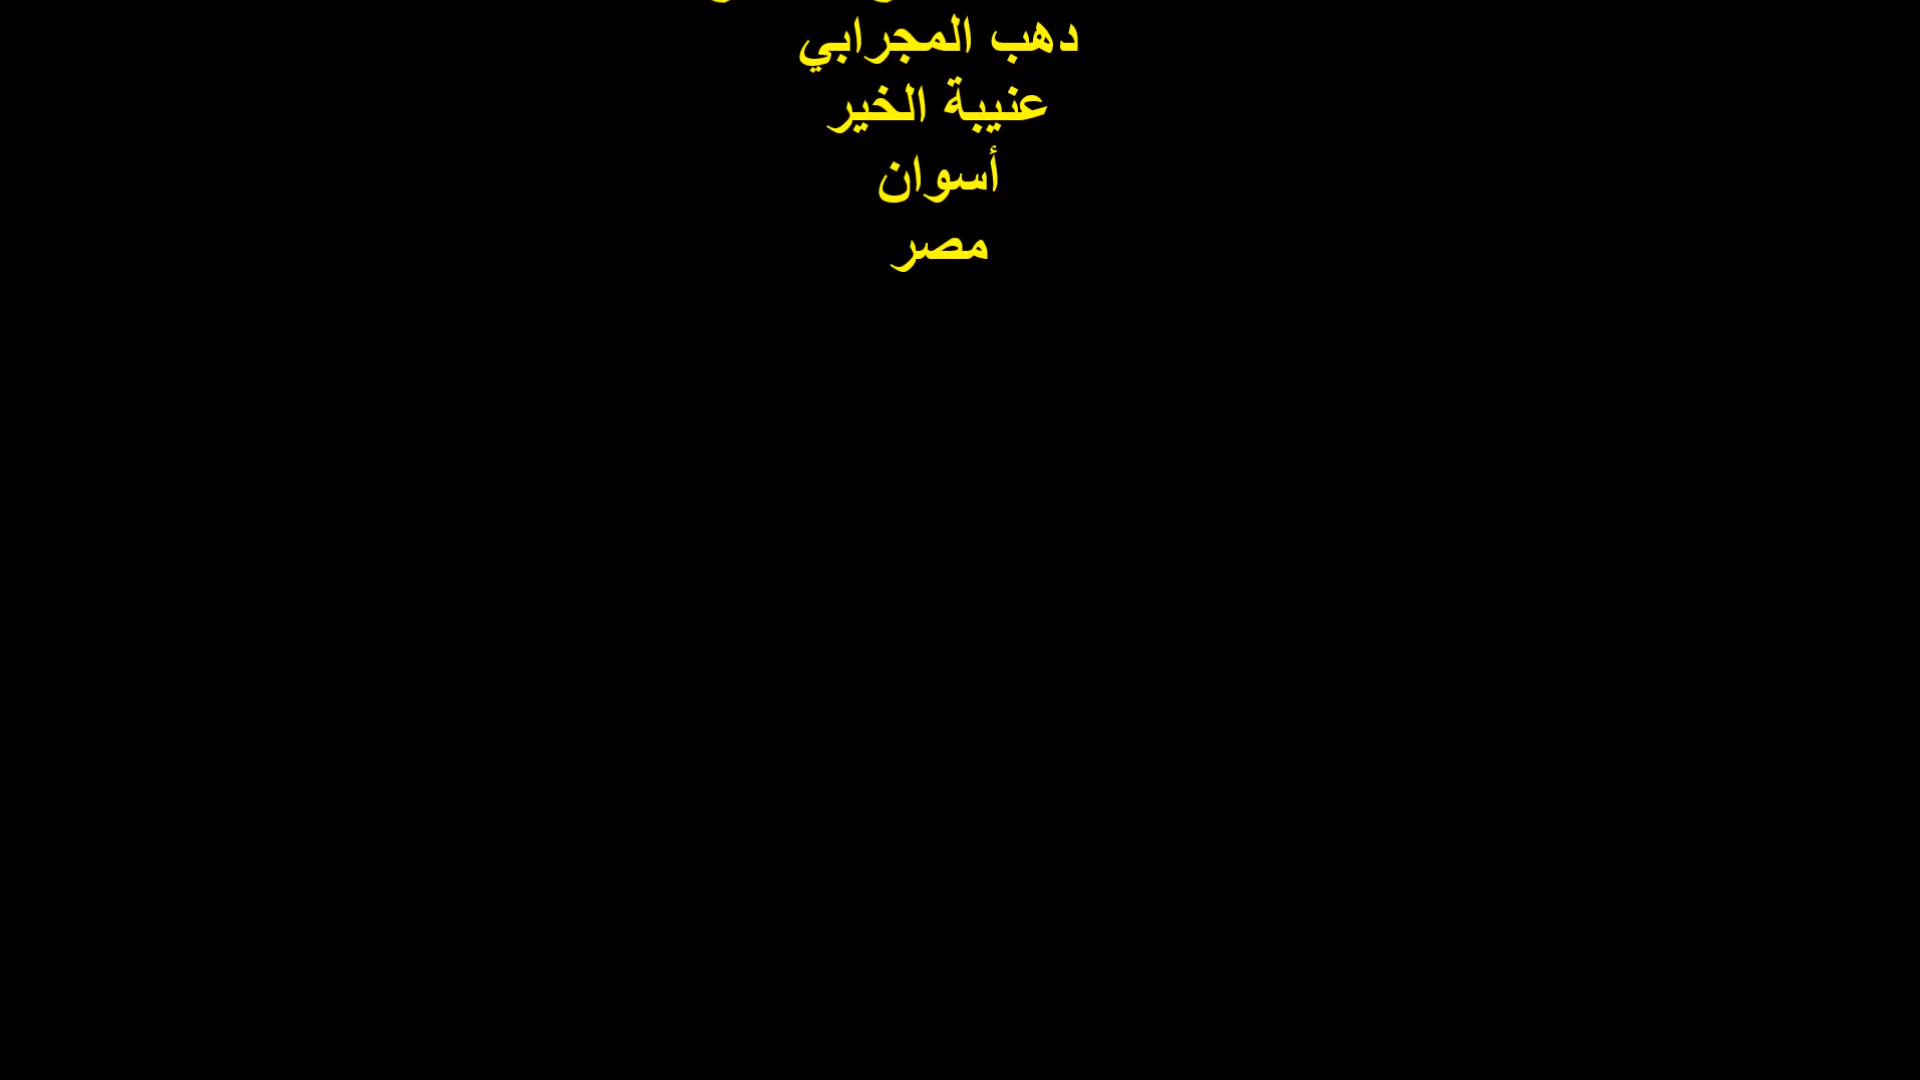 دهب المجرابي
عنيبة الخير
أسوان
مصر